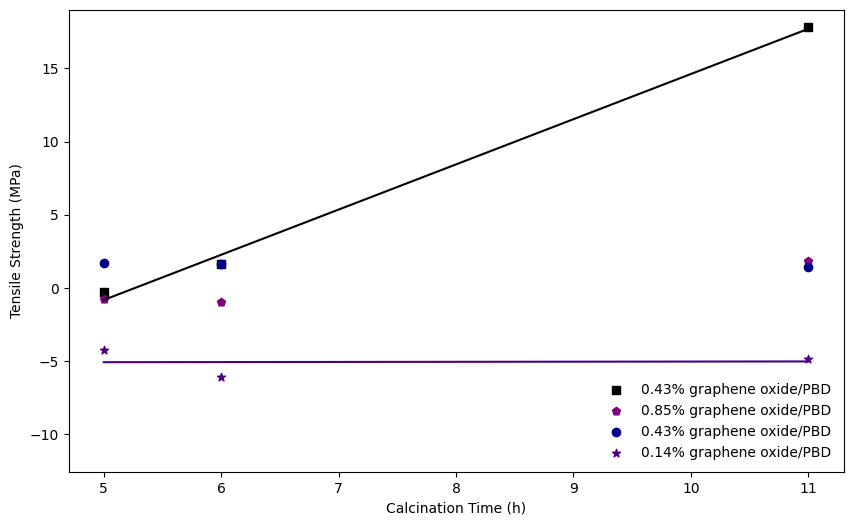 15
10
5
0
−5
−10
Tensile Strength (MPa)
5 6 7 8 9 10 11
Calcination Time (h)
0.43% graphene oxide/PBD
0.85% graphene oxide/PBD
0.43% graphene oxide/PBD
0.14% graphene oxide/PBD